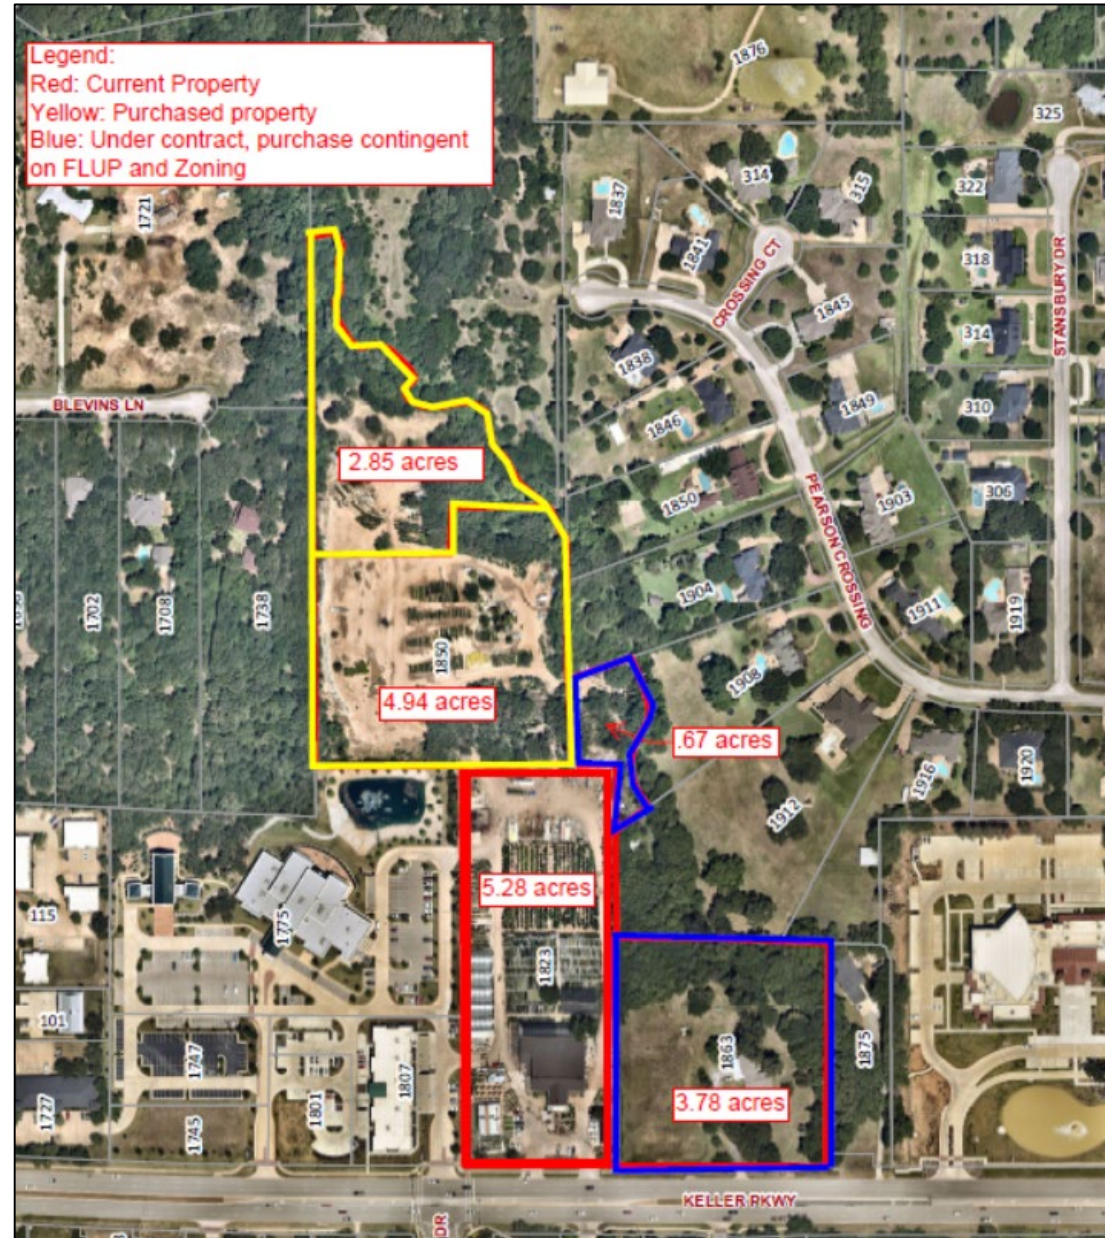 Legend:
Red: Current Property
Yellow: Purchased property
Blue: Under contract, purchase contingent
on FLUP and Zoning
1876
325
314
315
322
1837
1721
1841
CROSSING CT
318
STANSBURY DR
1845
314
1838
BLEVINS LN
1849
310
1846
2.85 acres
1850
PEARSON CROSSING
1903
306
1702
1708
1738
1904
1911
1919
1850
4.94 acres
1908
.67 acres
1916
1920
1912
5.28 acres
115
1775
1823
101
1747
1863
1875
3.78 acres
1727
1745
1801
1807
KELLER PKWY
DR